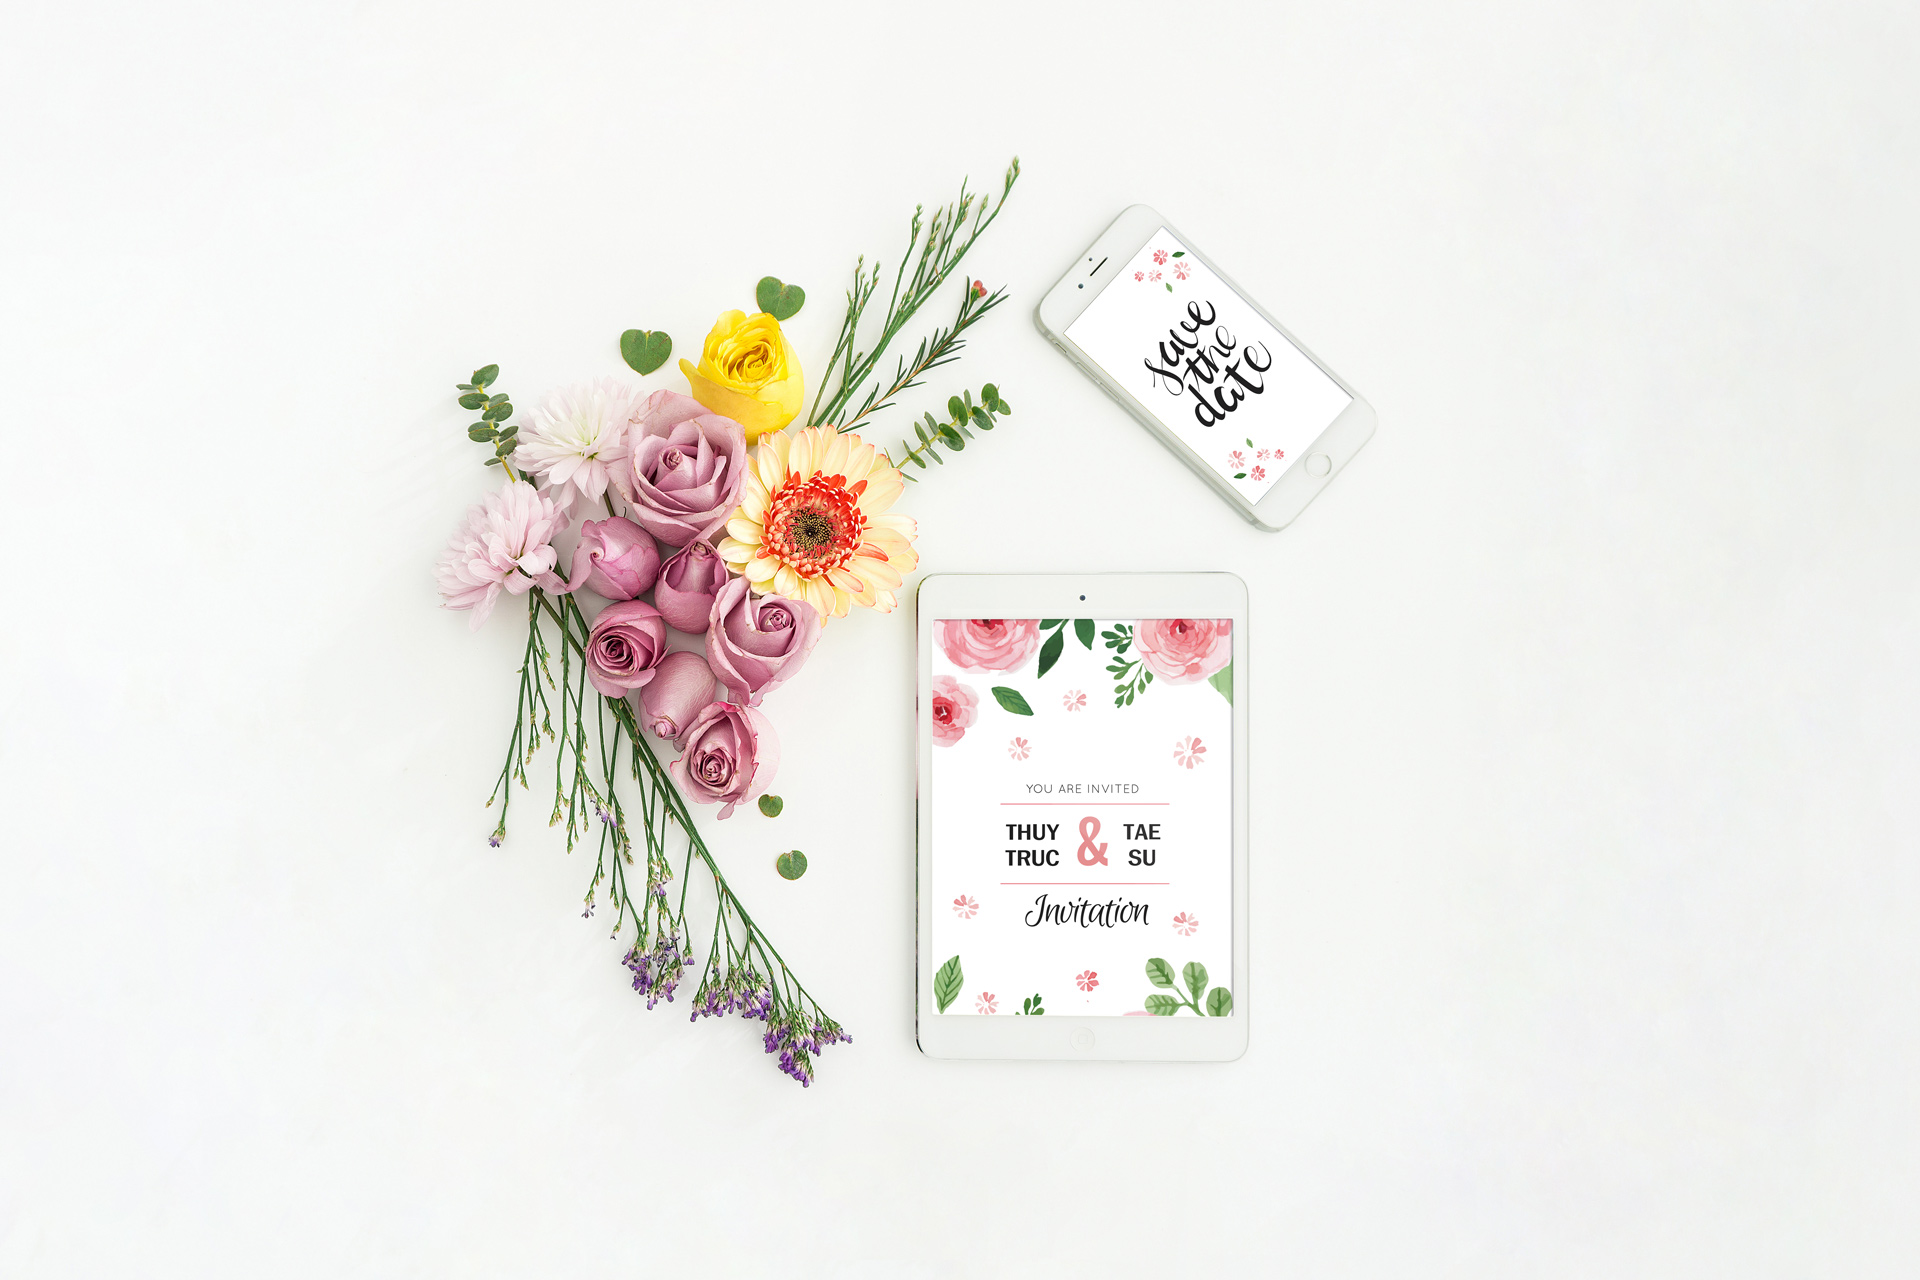 save
the
date
YOU ARE INVITED
THUY & TAE
TRUC SU
Invitation